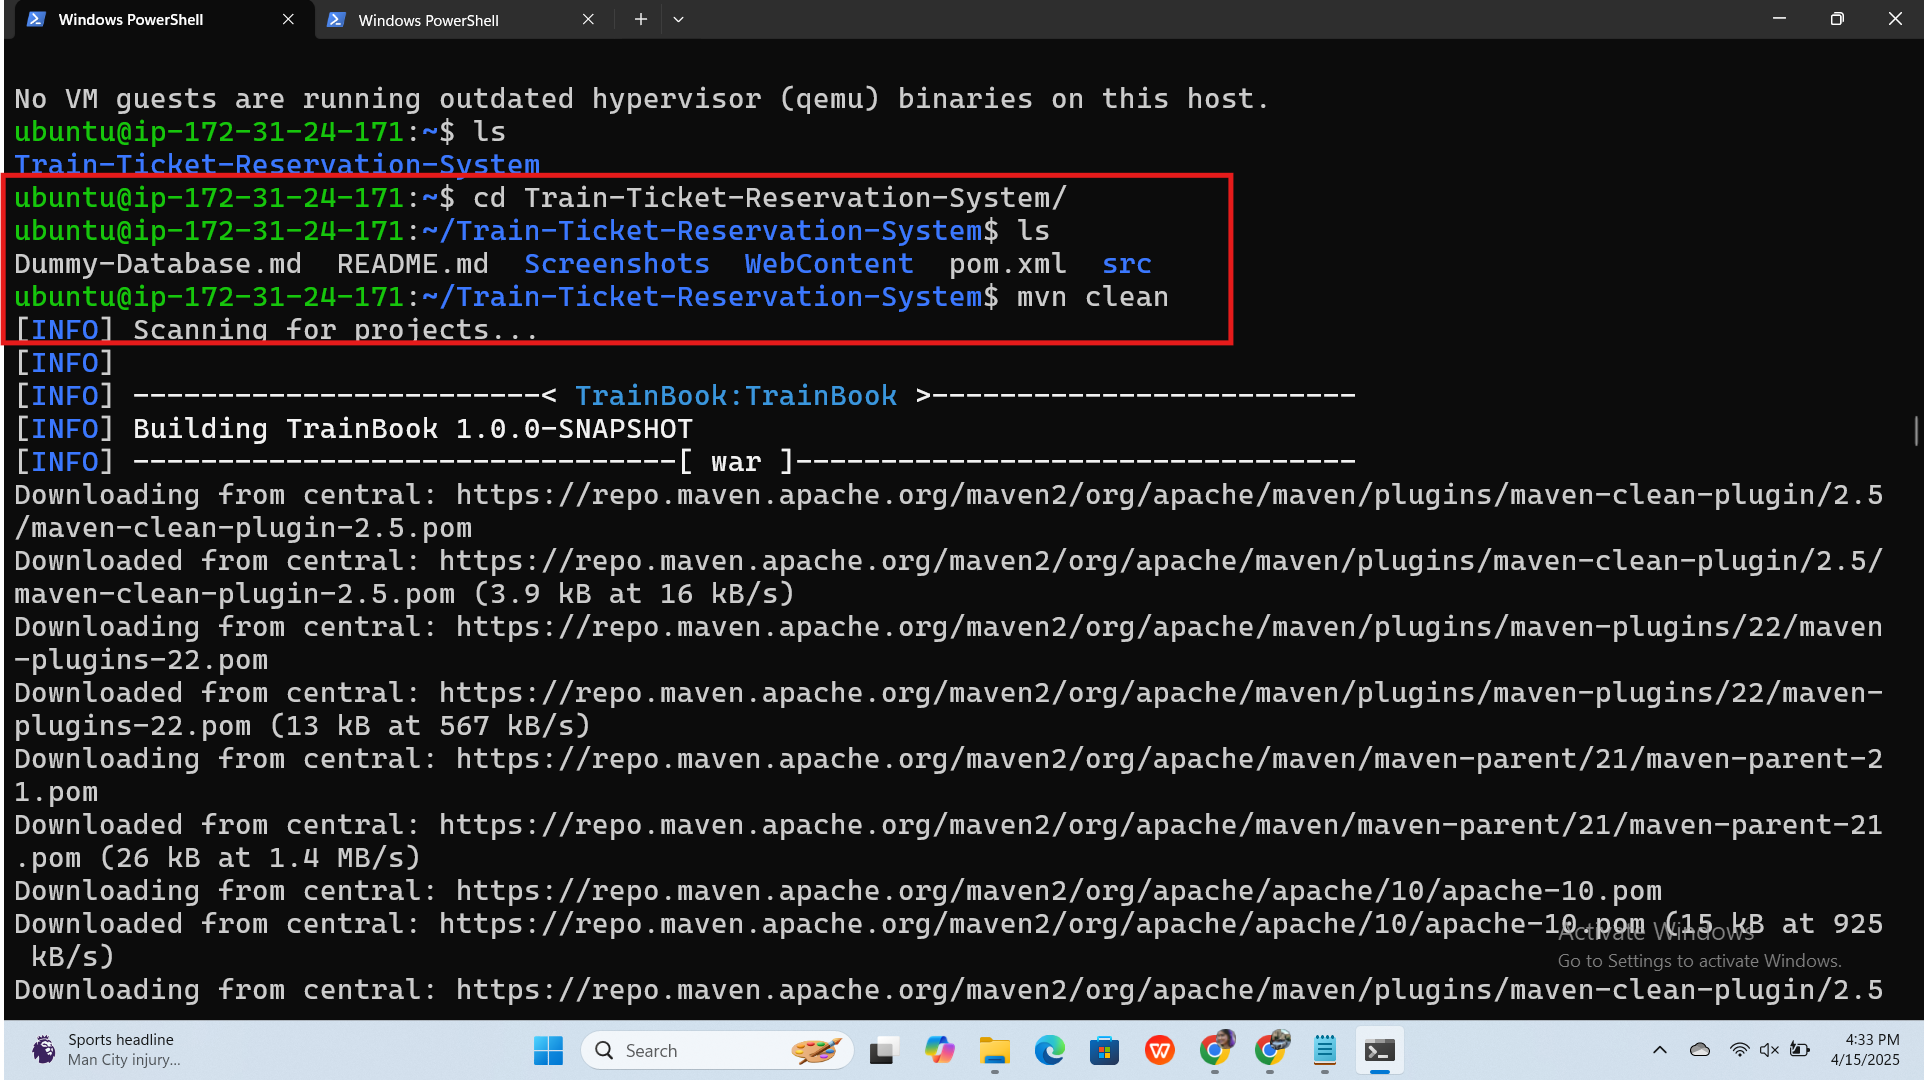 Windows PowerShell
Windows PowerShell
No VM guests are running outdated hypervisor (qemu) binaries on this host.
ubuntu@ip-172-31-24-171:~$ ls
Train-Ticket-Reservation-System
ubuntu@ip-172-31-24-171:~$ cd Train-Ticket-Reservation-System/
ubuntu@ip-172-31-24-171:~/Train-Ticket-Reservation-System$ ls
Dummy-Database.md  README.md  Screenshots  WebContent  pom.xml  src
ubuntu@ip-172-31-24-171:~/Train-Ticket-Reservation-System$ mvn clean
[INFO] Scanning for projects...
[INFO]
[INFO] ------------------------< TrainBook:TrainBook >-------------------------
[INFO] Building TrainBook 1.0.0-SNAPSHOT
[INFO] --------------------------------[ war ]---------------------------------
Downloading from central: https://repo.maven.apache.org/maven2/org/apache/maven/plugins/maven-clean-plugin/2.5
/maven-clean-plugin-2.5.pom
Downloaded from central: https://repo.maven.apache.org/maven2/org/apache/maven/plugins/maven-clean-plugin/2.5/
maven-clean-plugin-2.5.pom (3.9 kB at 16 kB/s)
Downloading from central: https://repo.maven.apache.org/maven2/org/apache/maven/plugins/maven-plugins/22/maven
-plugins-22.pom
Downloaded from central: https://repo.maven.apache.org/maven2/org/apache/maven/plugins/maven-plugins/22/maven-
plugins-22.pom (13 kB at 567 kB/s)
Downloading from central: https://repo.maven.apache.org/maven2/org/apache/maven/maven-parent/21/maven-parent-2
1.pom
Downloaded from central: https://repo.maven.apache.org/maven2/org/apache/maven/maven-parent/21/maven-parent-21
.pom (26 kB at 1.4 MB/s)
Downloading from central: https://repo.maven.apache.org/maven2/org/apache/apache/10/apache-10.pom
Downloaded from central: https://repo.maven.apache.org/maven2/org/apache/apache/10/apache-10.pom (15 kB at 925
 kB/s)
Activate Windows
Go to Settings to activate Windows.
Downloading from central: https://repo.maven.apache.org/maven2/org/apache/maven/plugins/maven-clean-plugin/2.5
Sports headline
Man City injury...
Search
4:33 PM
4/15/2025